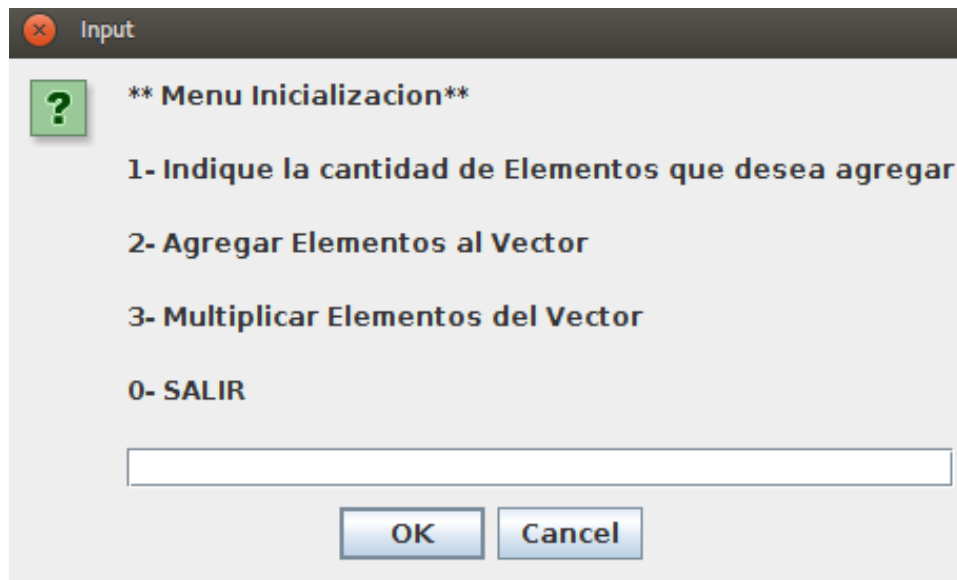 Input
** Menu Inicializacion**
1- Indique la cantidad de Elementos que desea agregar
2- Agregar Elementos al Vector
3- Multiplicar Elementos del Vector
0- SALIR
OK Cancel